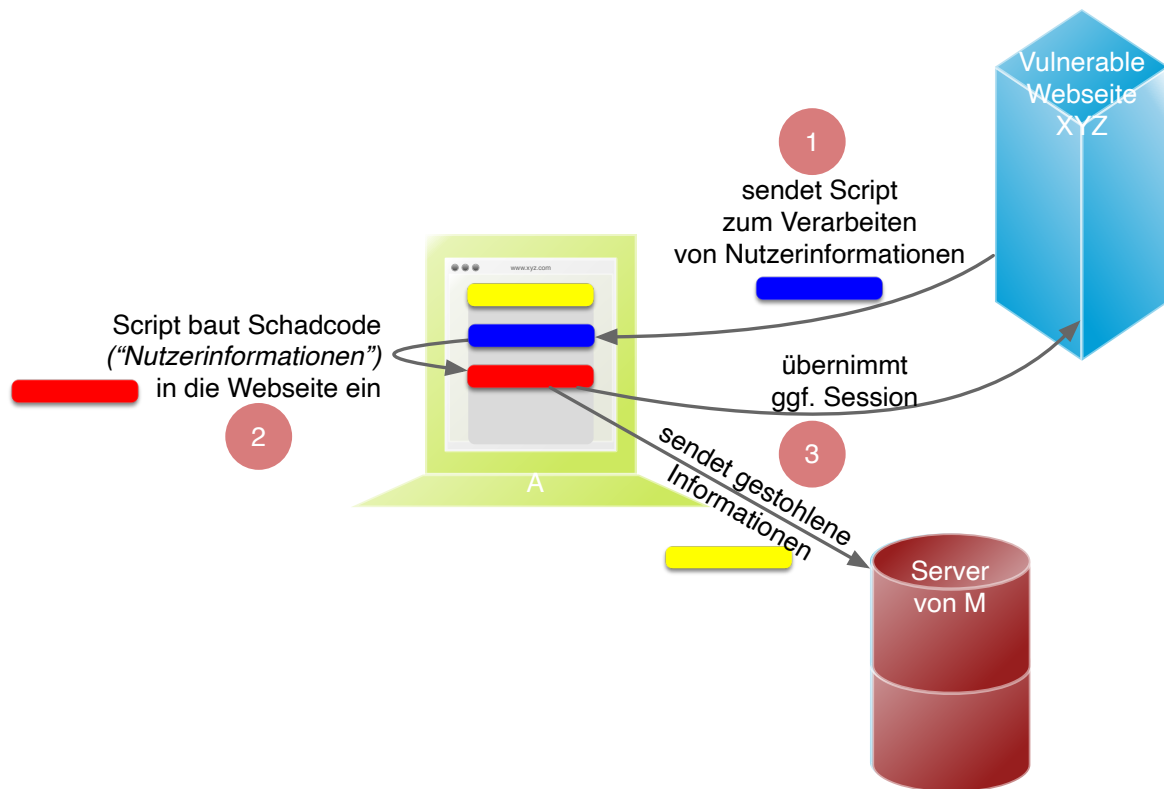 Vulnerable
Webseite
XYZ
1
sendet Script
zum Verarbeiten
von Nutzerinformationen
www.xyz.com
Script baut Schadcode
(“Nutzerinformationen”)
in die Webseite ein
2
übernimmt
ggf. Session
3
A
sendet gestohlene
Informationen
Server
von M